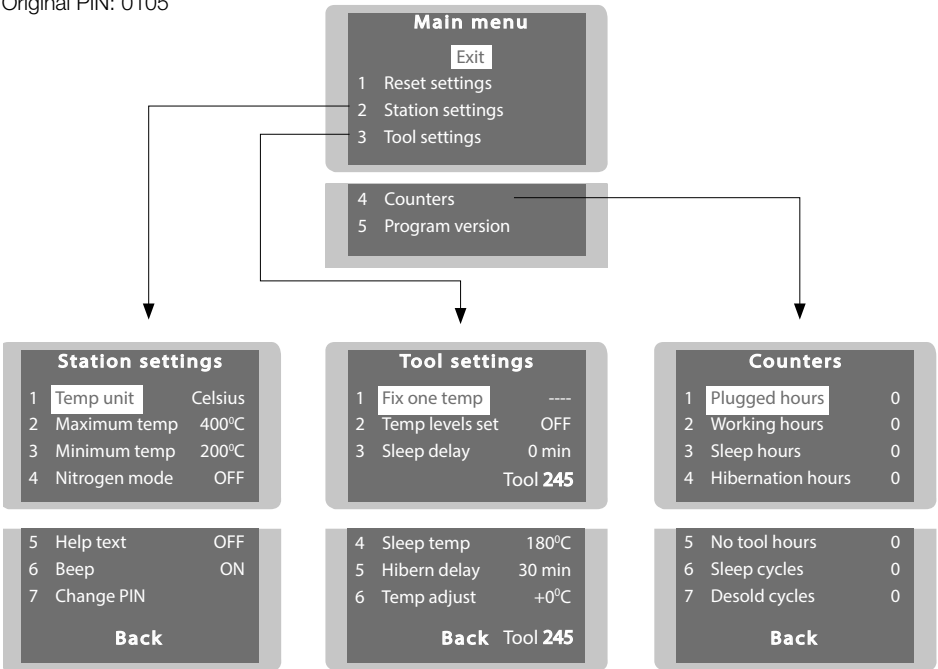 Original PIN: 0105
Main menu
Exit
1 Reset settings
2 Station settings
3 Tool settings
4 Counters
5 Program version
Station settings
1 Temp unit Celsius
2 Maximum temp 400⁰C
3 Minimum temp 200⁰C
4 Nitrogen mode OFF
5 Help text OFF
6 Beep ON
7 Change PIN
Back
Tool settings
1 Fix one temp ----
2 Temp levels set OFF
3 Sleep delay 0 min
Tool 245
4 Sleep temp 180⁰C
5 Hibern delay 30 min
6 Temp adjust +0⁰C
Back Tool 245
Counters
1 Plugged hours 0
2 Working hours 0
3 Sleep hours 0
4 Hibernation hours 0
5 No tool hours 0
6 Sleep cycles 0
7 Desold cycles 0
Back